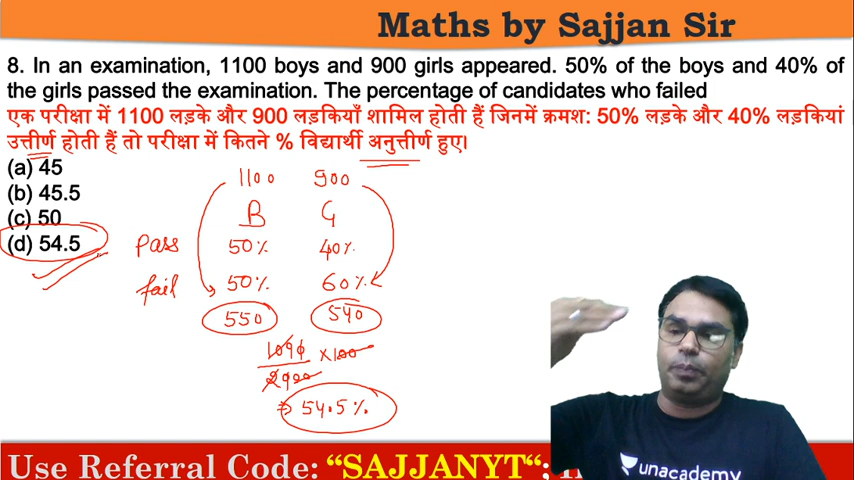 Maths by Sajjan Sir
8. In an examination, 1100 boys and 900 girls appeared. 50% of the boys and 40% of
the girls passed the examination. The percentage of candidates who failed
एक परीक्षा में 1100 लड़के और 900 लड़कियाँ शामिल होती हैं जिनमें क्रमश: 50% लड़के और 40% लड़कियां
उत्तीर्ण होती हैं तो परीक्षा में कितने % विद्यार्थी अनुत्तीर्ण हुए।
(a) 45
(b) 45.5
(c) 50
(d) 54.5
1100 900
B G
Pass 50% 40%
fail 50% 60%
550 540
1090 ×100
2000
⇒ 54.5%
unacademy
Use Referral Code: “SAJJANYT“;